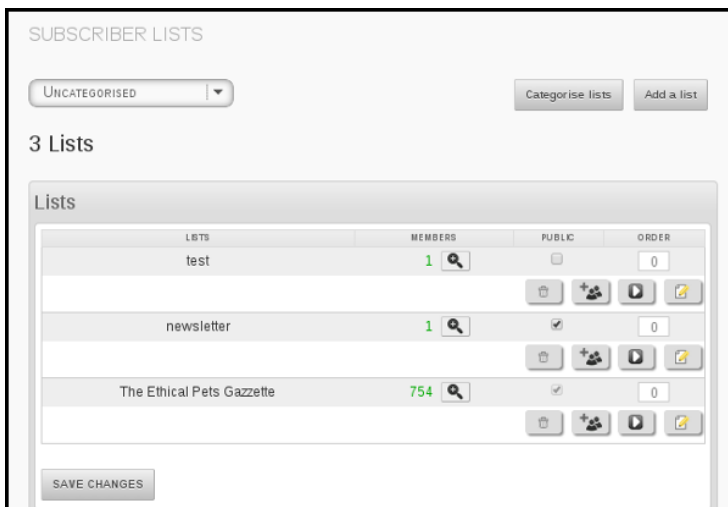 SUBSCRIBER LISTS
UNCATEGORISED
Categorise lists
Add a list
3 Lists
Lists
LISTS MEMBERS PUBLIC ORDER
test 1 0
newsletter 1 0
The Ethical Pets Gazzette 754 0
SAVE CHANGES